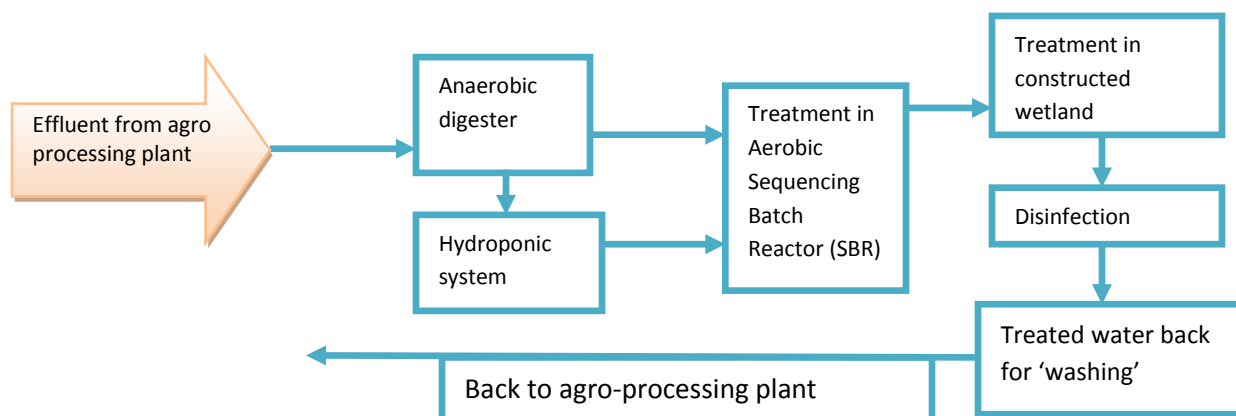 Effluent from agro
processing plant
Anaerobic
digester
Hydroponic
system
Treatment in
Aerobic
Sequencing
Batch
Reactor (SBR)
Treatment in
constructed
wetland
Disinfection
Treated water back
for ‘washing’
Back to agro-processing plant